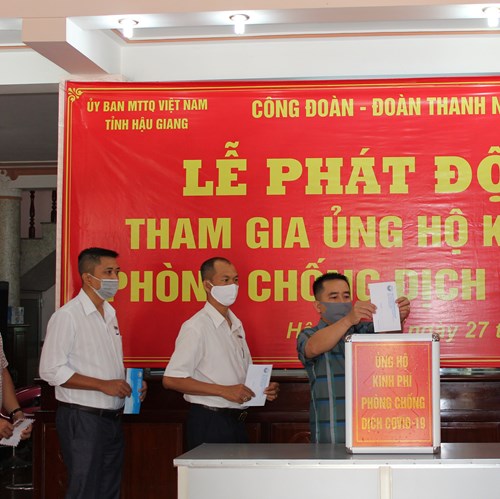 ỦY BAN MTTQ VIỆT NAM
TỈNH HẬU GIANG
CÔNG ĐOÀN - ĐOÀN THANH N
LỄ PHÁT ĐỘ
THAM GIA ỦNG HỘ K
PHÒNG CHỐNG DỊCH
27
ỦNG HỘ
KINH PHÍ
PHÒNG CHỐNG
DỊCH COVID-19